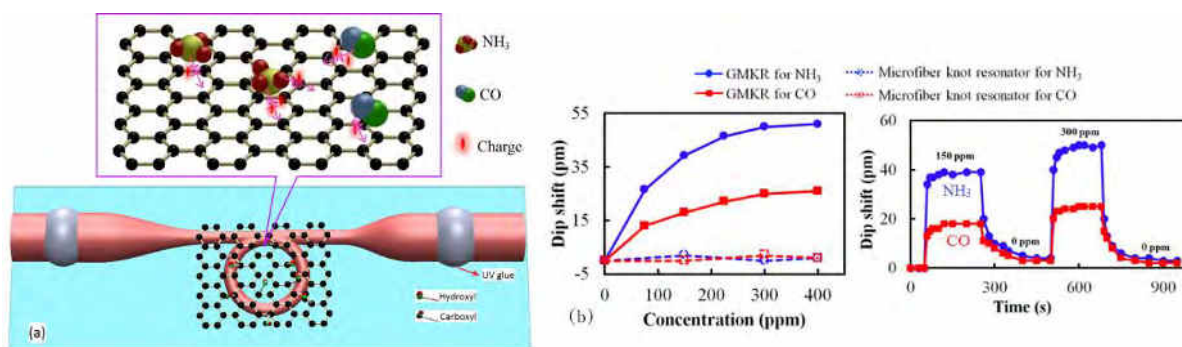 NH₃
CO
Charge
UV glue
Hydroxyl
Carboxyl
(a)
GMKR for NH₃
GMKR for CO
Microfiber knot resonator for NH₃
Microfiber knot resonator for CO
Dip shift (pm)
55
35
15
-5
0 100 200 300 400
Concentration (ppm)
(b)
Dip shift (pm)
60
40
20
0
150 ppm
300 ppm
NH₃
CO
0 ppm
0 ppm
0 300 600 900
Time (s)